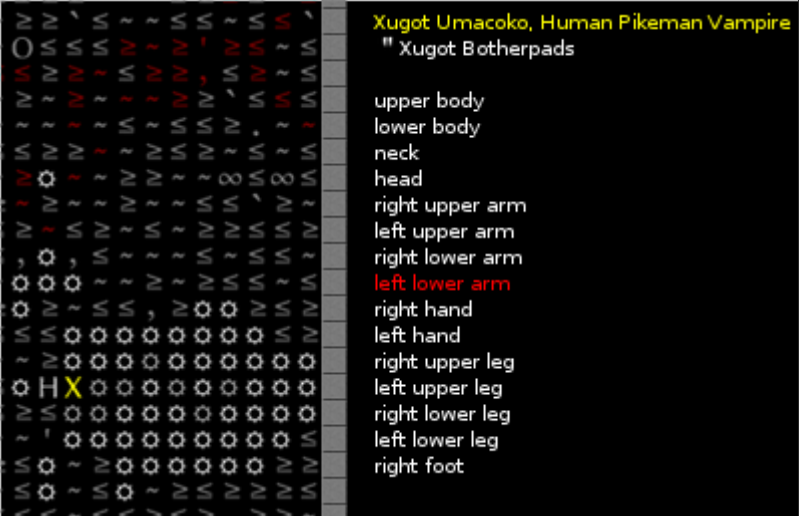 Xugot Umacoko, Human Pikeman Vampire
" Xugot Botherpads
upper body
lower body
neck
head
right upper arm
left upper arm
right lower arm
left lower arm
right hand
left hand
right upper leg
left upper leg
right lower leg
left lower leg
right foot
H X